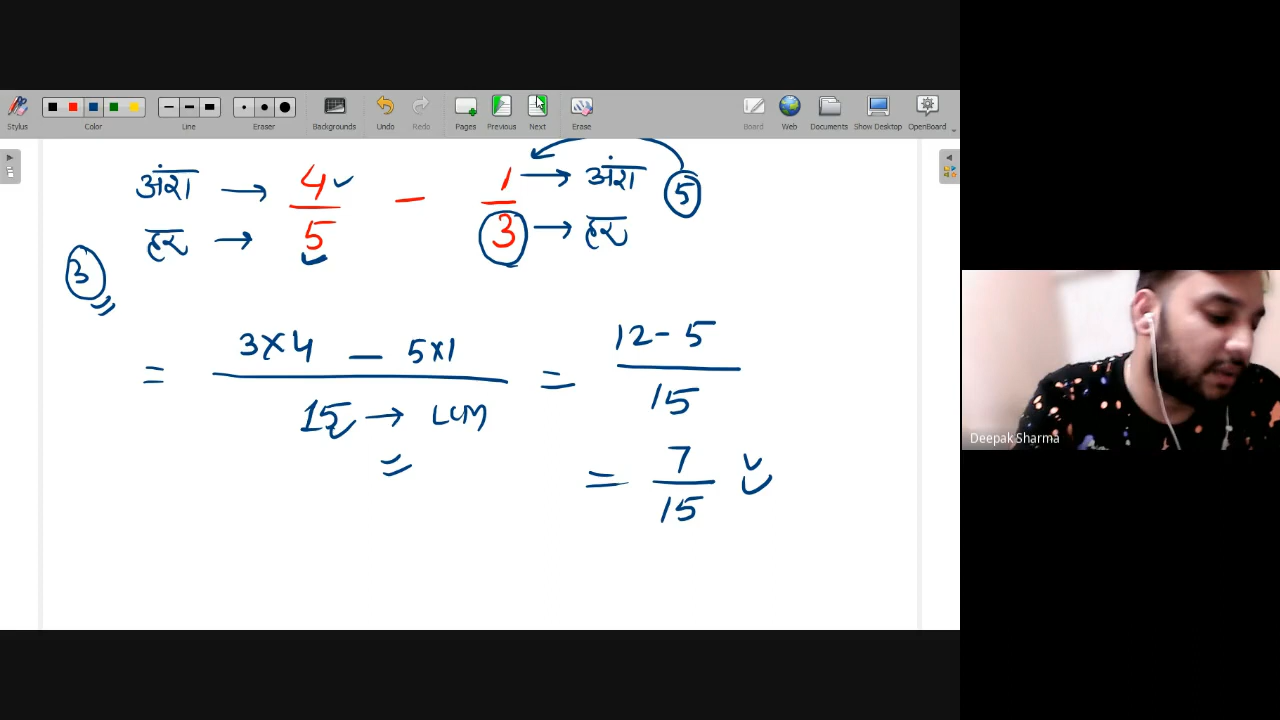 Stylus Color Line Eraser Backgrounds Undo Redo Pages Previous Next Erase Board Web Documents Show Desktop OpenBoard
अंश → 4 − 1 → अंश 5
हर → 5 3 → हर
3
= 3×4 − 5×1 = 12 - 5
15 → LCM 15
= 7
15
Deepak Sharma